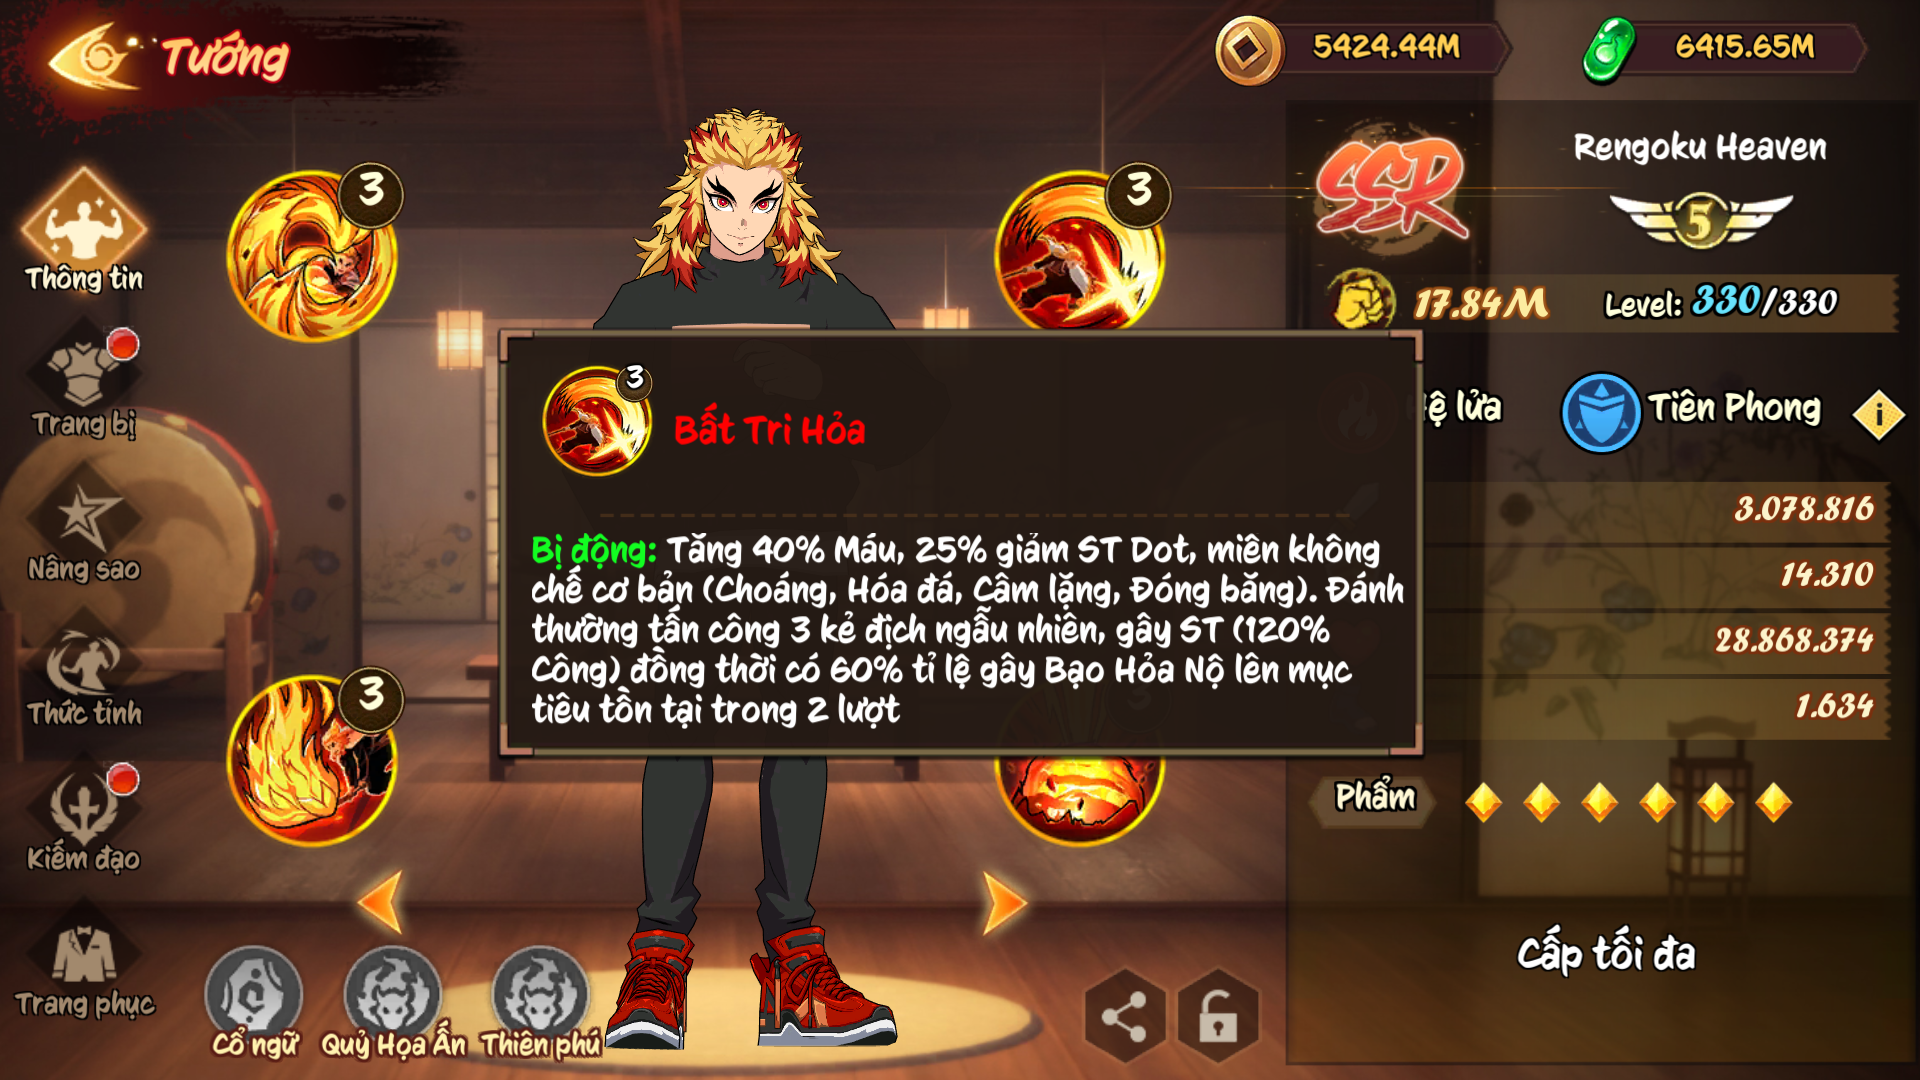 Tướng
5424.44M
6415.65M
SSR
Rengoku Heaven
5
17.84M
Level: 330/330
Thông tin
Trang bị
Nâng sao
Thức tỉnh
Kiếm đạo
Trang phục
3
3
3
3
Bất Tri Hỏa
Bị động: Tăng 40% Máu, 25% giảm ST Dot, miên không
chế cơ bản (Choáng, Hóa đá, Câm lặng, Đóng băng). Đánh
thường tấn công 3 kẻ địch ngẫu nhiên, gây ST (120%
Công) đồng thời có 60% tỉ lệ gây Bạo Hỏa Nộ lên mục
tiêu tồn tại trong 2 lượt
lửa
Tiên Phong
i
3.078.816
14.310
28.868.374
1.634
Phẩm
Cấp tối đa
Cổ ngữ
Quỷ Họa Ấn
Thiên phú